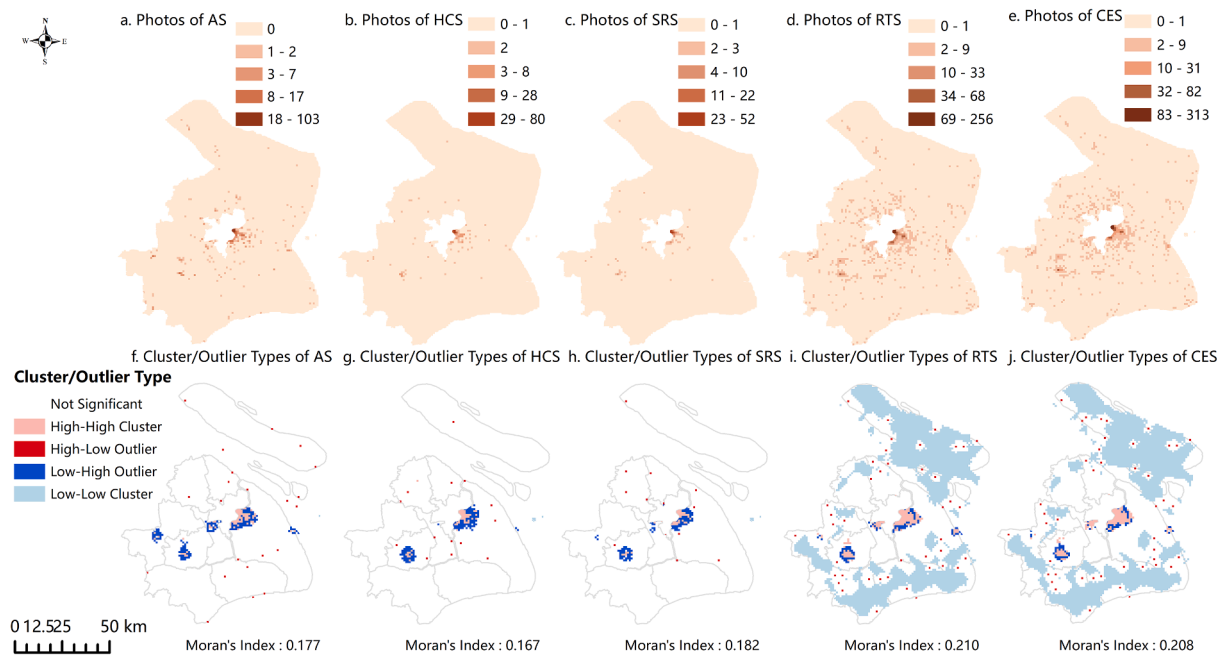 N
W E
S
a. Photos of AS
0
1 - 2
3 - 7
8 - 17
18 - 103
b. Photos of HCS
0 - 1
2
3 - 8
9 - 28
29 - 80
c. Photos of SRS
0 - 1
2 - 3
4 - 10
11 - 22
23 - 52
d. Photos of RTS
0 - 1
2 - 9
10 - 33
34 - 68
69 - 256
e. Photos of CES
0 - 1
2 - 9
10 - 31
32 - 82
83 - 313
f. Cluster/Outlier Types of AS
g. Cluster/Outlier Types of HCS
h. Cluster/Outlier Types of SRS
i. Cluster/Outlier Types of RTS
j. Cluster/Outlier Types of CES
Cluster/Outlier Type
Not Significant
High-High Cluster
High-Low Outlier
Low-High Outlier
Low-Low Cluster
0 12.525 50 km
Moran's Index : 0.177
Moran's Index : 0.167
Moran's Index : 0.182
Moran's Index : 0.210
Moran's Index : 0.208